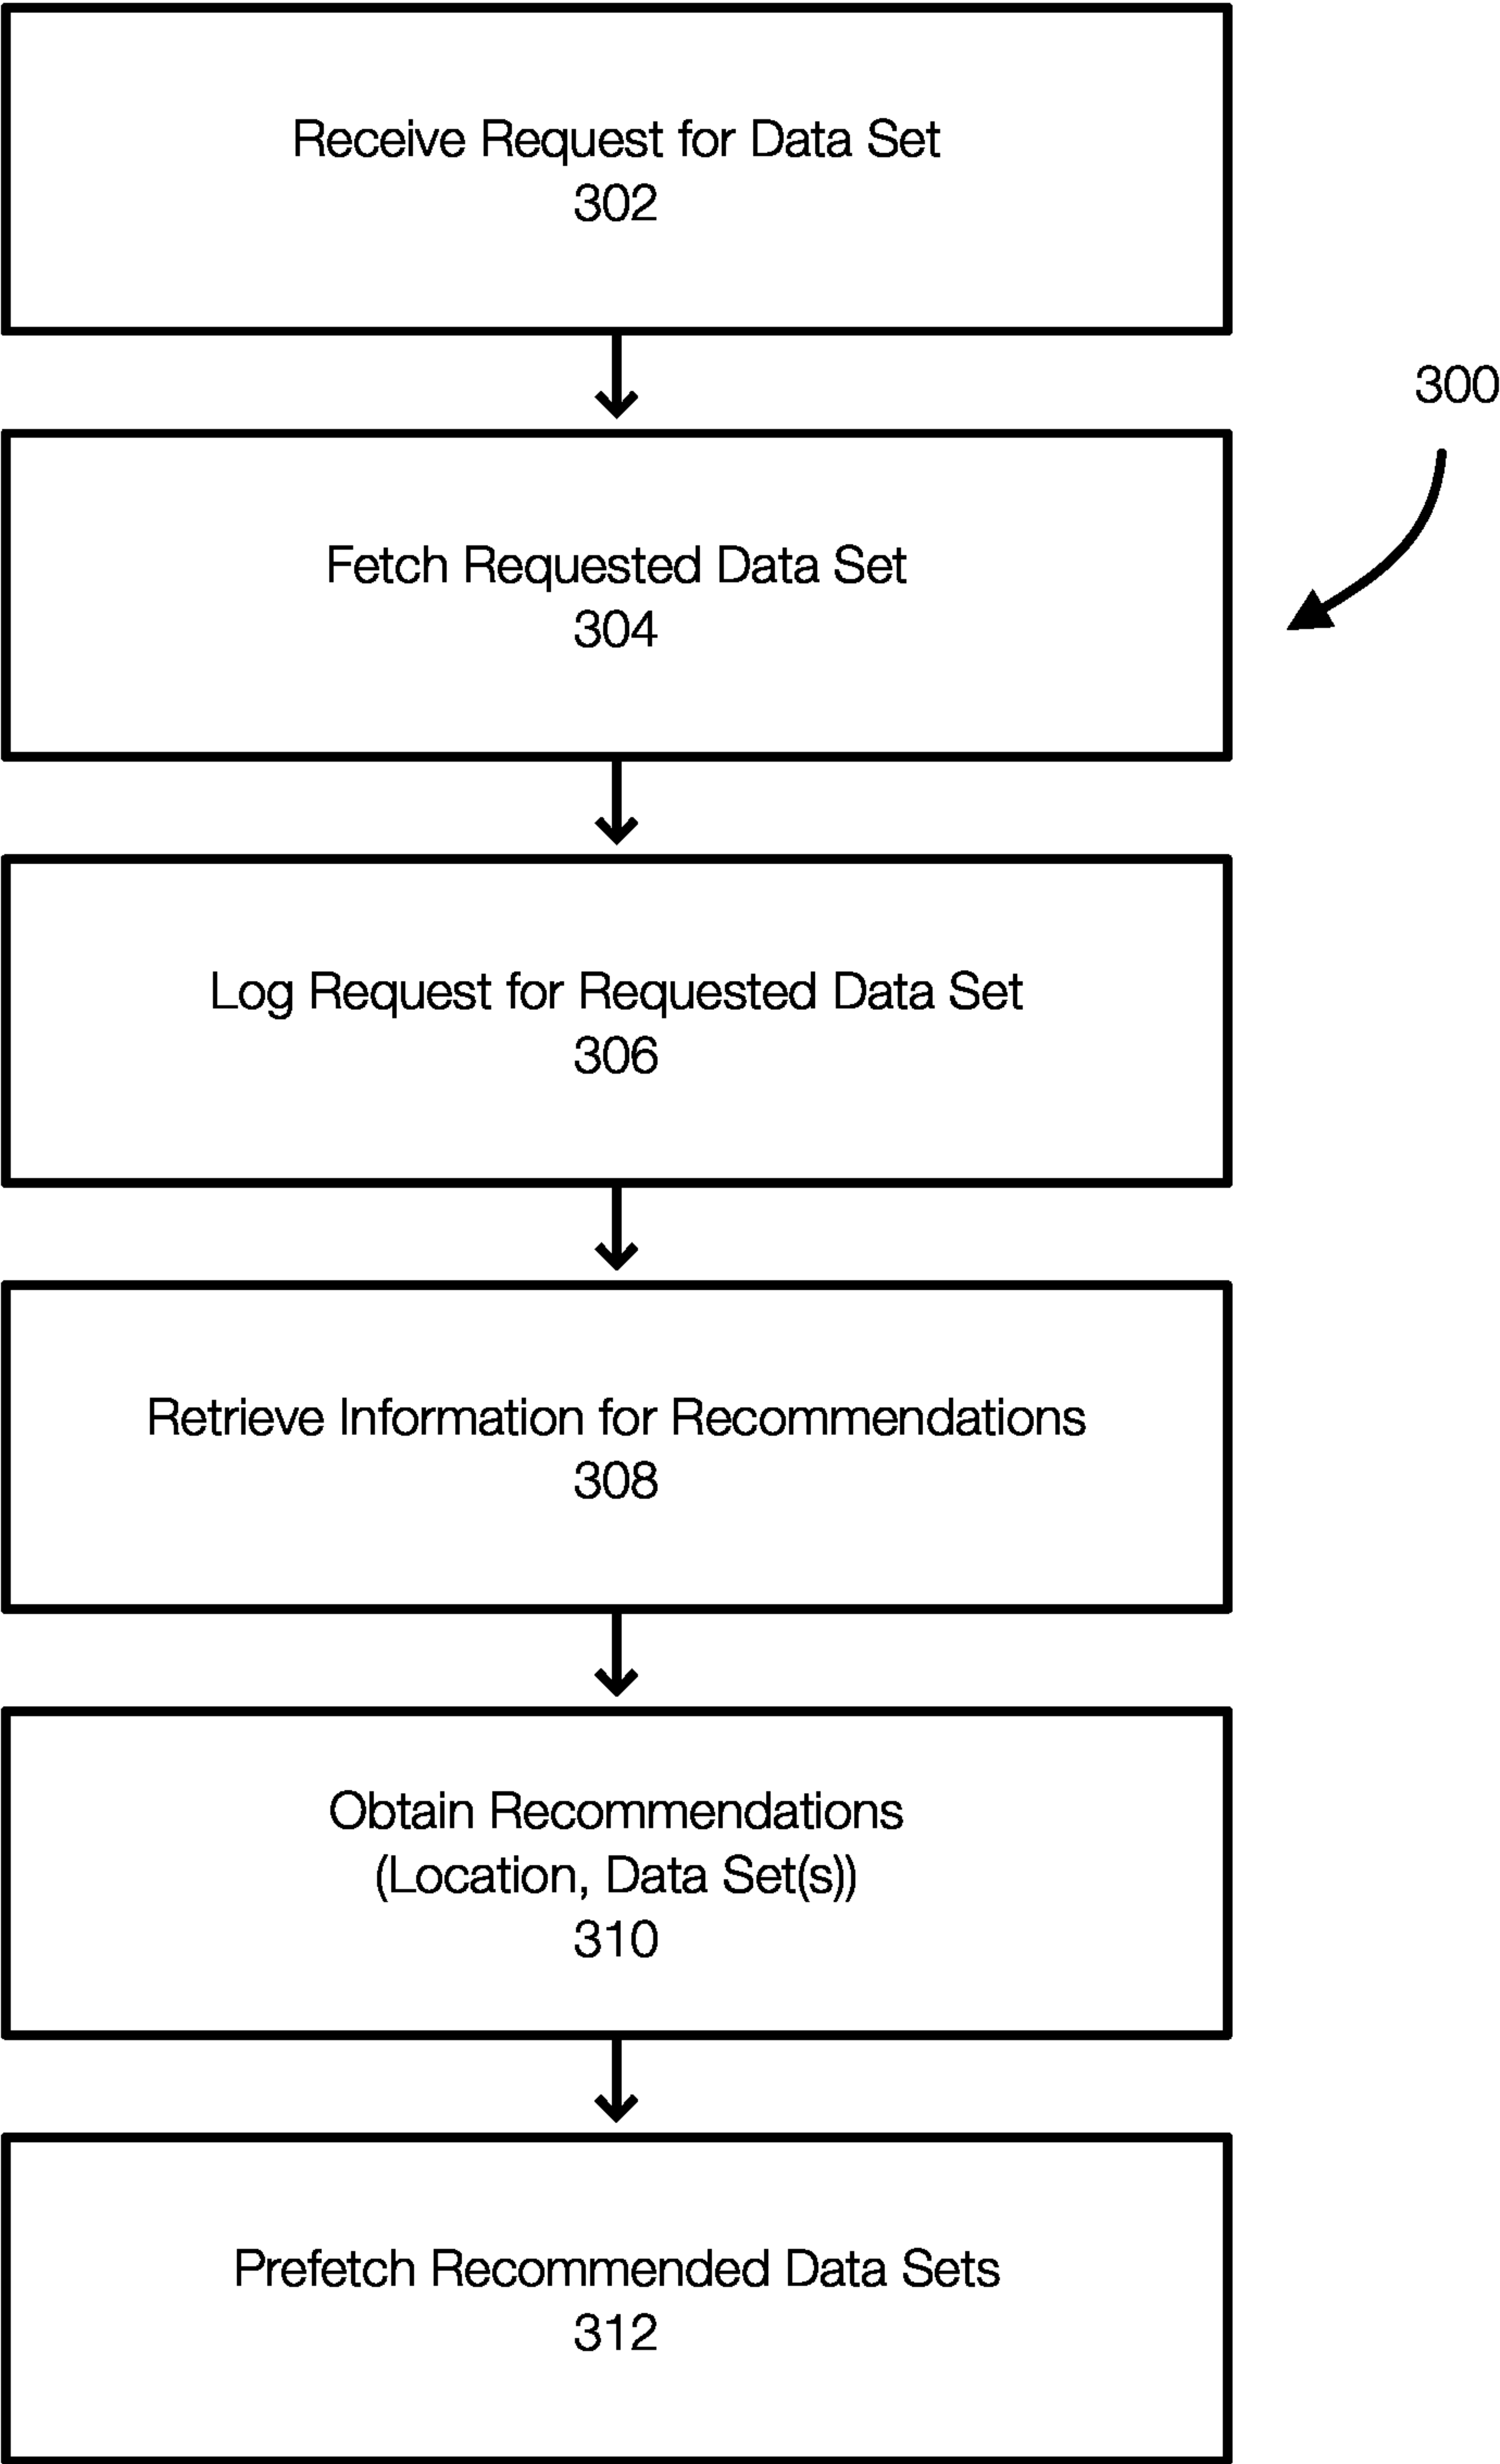 Receive Request for Data Set
302
300
Fetch Requested Data Set
304
Log Request for Requested Data Set
306
Retrieve Information for Recommendations
308
Obtain Recommendations
(Location, Data Set(s))
310
Prefetch Recommended Data Sets
312